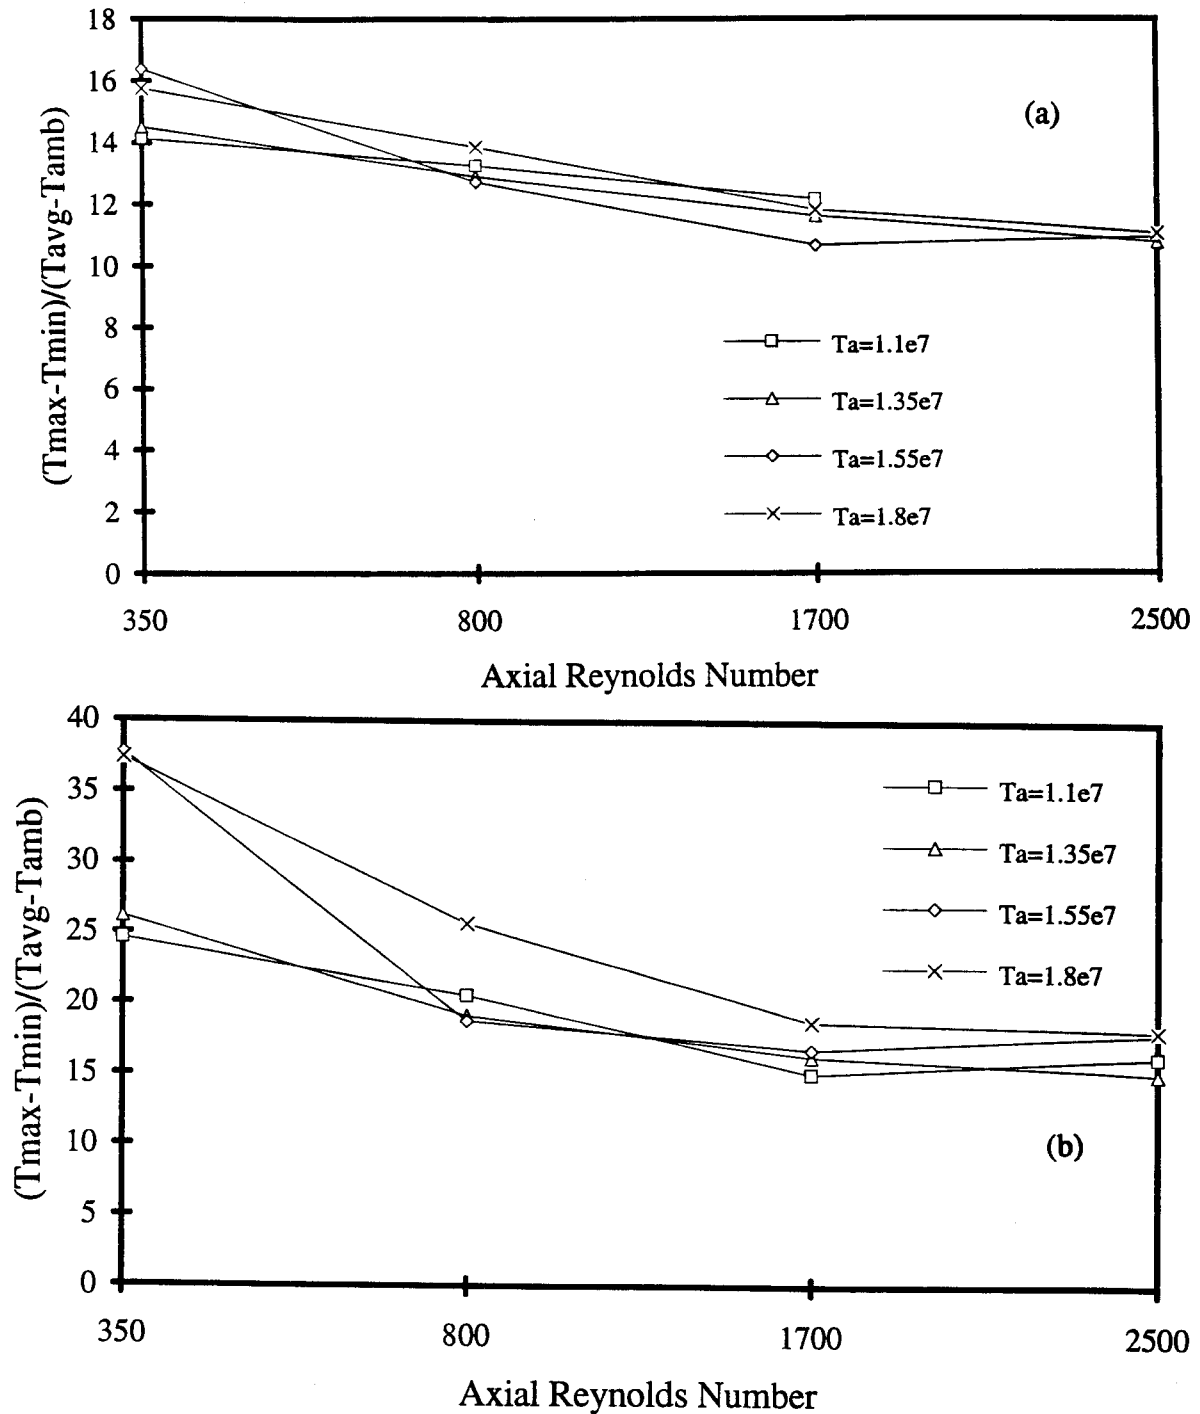 18
16
14
12
10
8
6
4
2
0
(Tmax-Tmin)/(Tavg-Tamb)
(a)
Ta=1.1e7
Ta=1.35e7
Ta=1.55e7
Ta=1.8e7
350 800 1700 2500
Axial Reynolds Number
40
35
30
25
20
15
10
5
0
(Tmax-Tmin)/(Tavg-Tamb)
Ta=1.1e7
Ta=1.35e7
Ta=1.55e7
Ta=1.8e7
(b)
350 800 1700 2500
Axial Reynolds Number